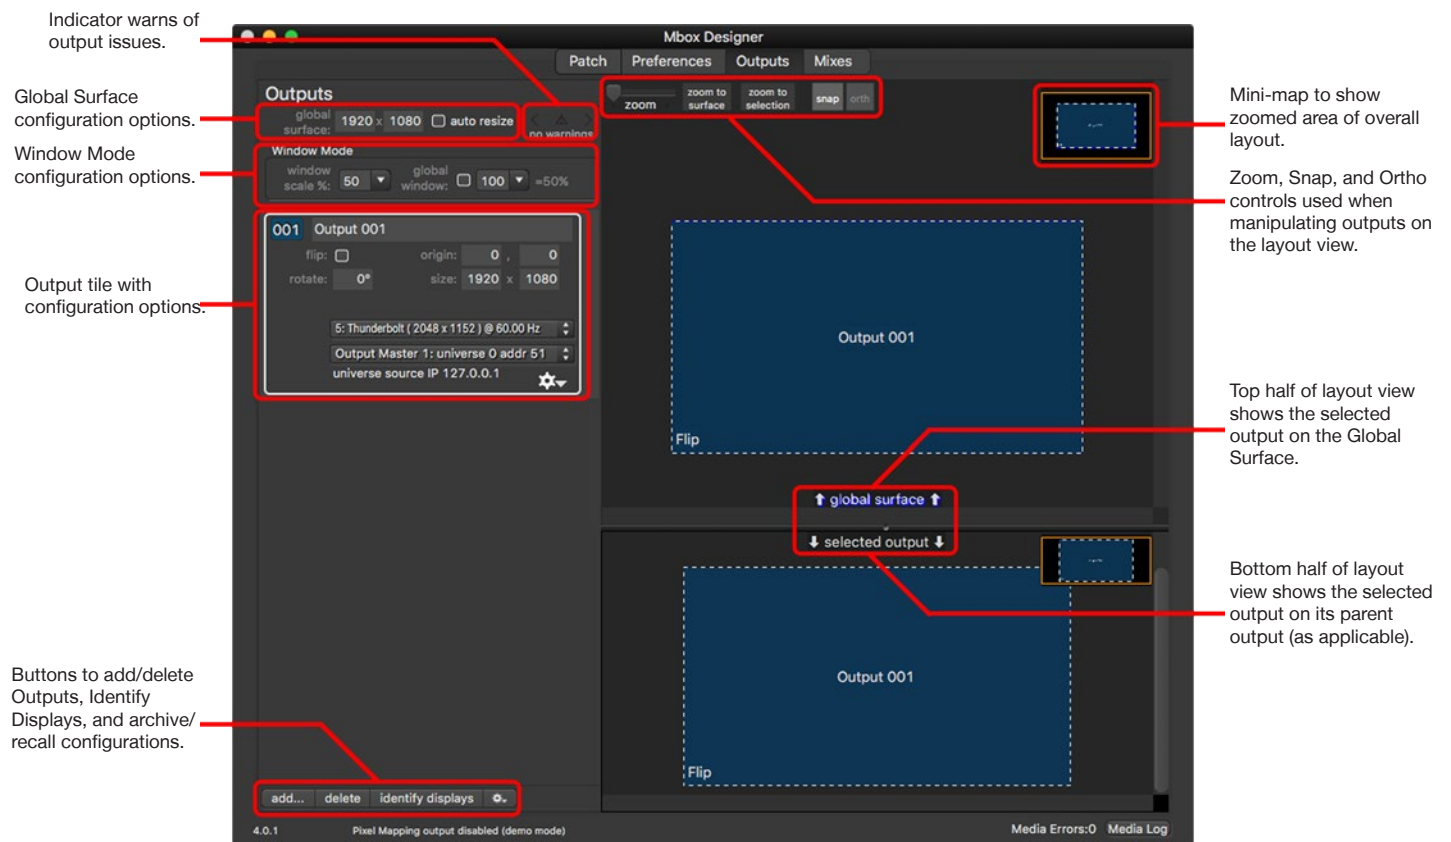 Indicator warns of
output issues.
Global Surface
configuration options.
Window Mode
configuration options.
Output tile with
configuration options.
Buttons to add/delete
Outputs, Identify
Displays, and archive/
recall configurations.
Mbox Designer
Patch Preferences Outputs Mixes
Outputs
global
surface: 1920 x 1080 auto resize
no warnings
Window Mode
window
scale %: 50
global
window: 100 =50%
001 Output 001
flip: origin: 0 , 0
rotate: 0° size: 1920 x 1080
5: Thunderbolt ( 2048 x 1152 ) @ 60.00 Hz
Output Master 1: universe 0 addr 51
universe source IP 127.0.0.1
add... delete identify displays
4.0.1 Pixel Mapping output disabled (demo mode)
zoom
zoom to
surface
zoom to
selection
snap orth
Output 001
Flip
global surface
selected output
Output 001
Flip
Media Errors:0 Media Log
Mini-map to show
zoomed area of overall
layout.
Zoom, Snap, and Ortho
controls used when
manipulating outputs on
the layout view.
Top half of layout view
shows the selected
output on the Global
Surface.
Bottom half of layout
view shows the selected
output on its parent
output (as applicable).